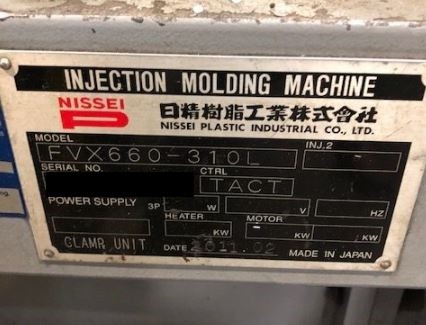 INJECTION MOLDING MACHINE
NISSEI
P
日精樹脂工業株式会社
NISSEI PLASTIC INDUSTRIAL CO., LTD.
MODEL INJ.2
FVX660-310L
SERIAL NO. CTRL
TACT
POWER SUPPLY 3P W V HZ
HEATER MOTOR
KW KW KW
CLAMP UNIT DATE 2011.02 MADE IN JAPAN